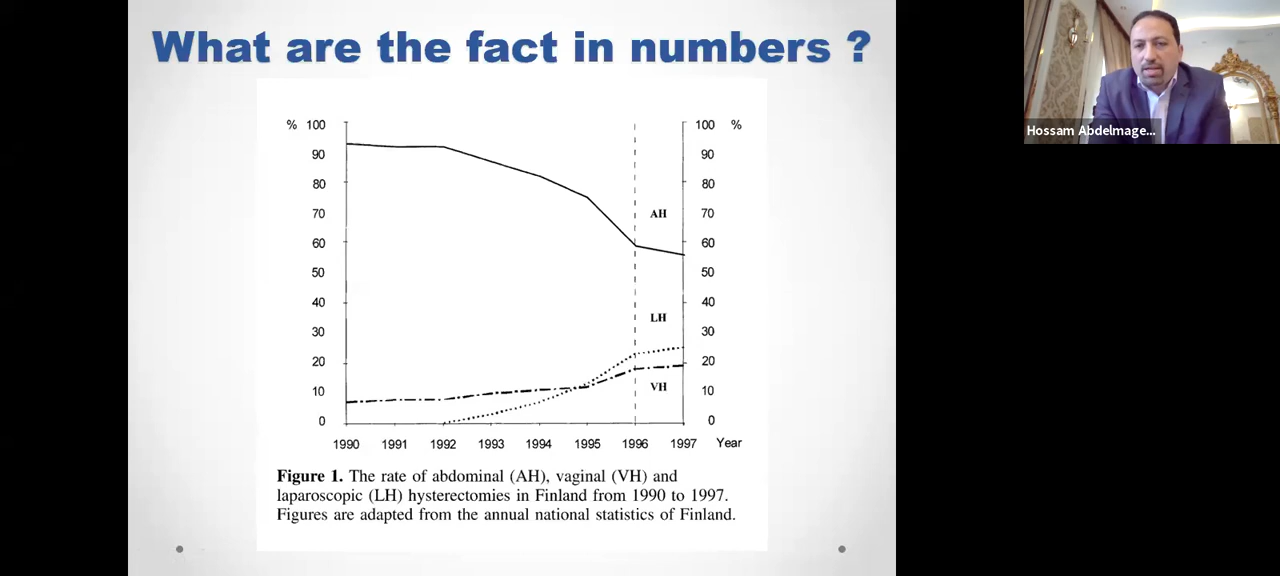 What are the fact in numbers ?
Hossam Abdelmage...
% 100 100 %
90 90
80 80
70 AH 70
60 60
50 50
40 40
LH
30 30
20 20
10 VH 10
0 0
1990 1991 1992 1993 1994 1995 1996 1997 Year
Figure 1. The rate of abdominal (AH), vaginal (VH) and
laparoscopic (LH) hysterectomies in Finland from 1990 to 1997.
Figures are adapted from the annual national statistics of Finland.